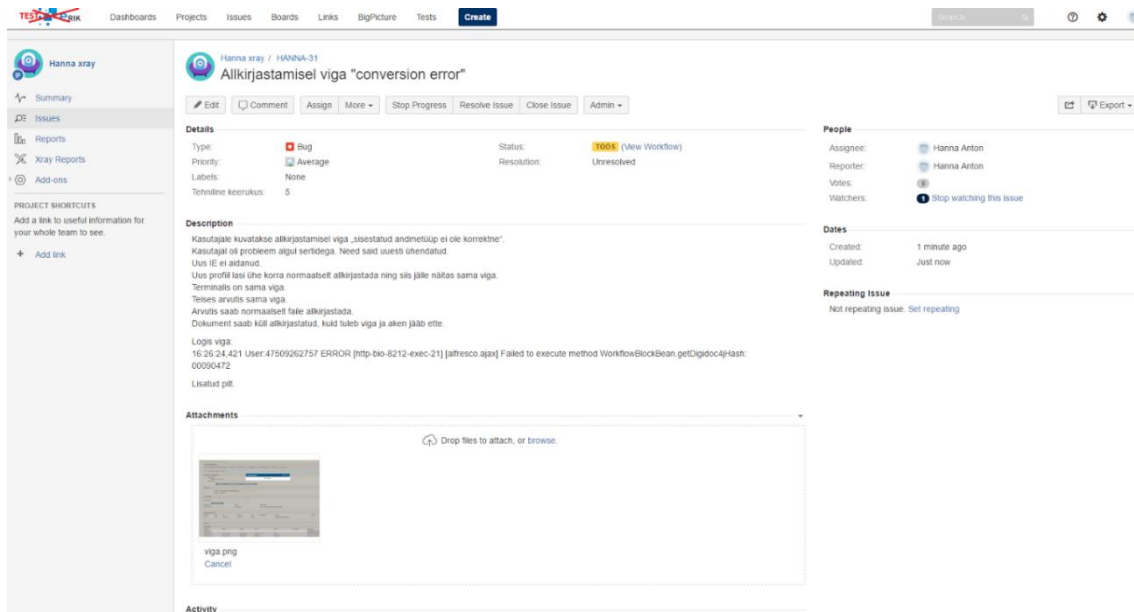 TEST RIK
Dashboards Projects Issues Boards Links BigPicture Tests Create Search
Hanna xray
Summary
Issues
Reports
Xray Reports
Add-ons
PROJECT SHORTCUTS
Add a link to useful information for
your whole team to see.
+ Add link
Hanna xray / HANNA-31
Allkirjastamisel viga "conversion error"
Edit Comment Assign More Stop Progress Resolve Issue Close Issue Admin Export
Details
Type: Bug
Priority: Average
Labels: None
Tehniline keerukus: 5
Status: TÖÖS (View Workflow)
Resolution: Unresolved
Description
Kasutajale kuvatakse allkirjastamisel viga „sisestatud andmetüüp ei ole korrektne“.
Kasutajal oli probleem algul sertidega. Need said uuesti ühendatud.
Uus IE ei aidanud.
Uus profiil lasi ühe korra normaalselt allkirjastada ning siis jälle näitas sama viga.
Terminalis on sama viga.
Teises arvutis sama viga.
Arvutis saab normaalselt faile allkirjastada.
Dokument saab küll allkirjastatud, kuid tuleb viga ja aken jääb ette.
Logis viga:
16:26:24,421 User:47509262757 ERROR [http-bio-8212-exec-21] [alfresco.ajax] Failed to execute method WorkflowBlockBean.getDigidoc4jHash:
00090472
Lisatud pilt.
Attachments
Drop files to attach, or browse.
viga.png
Cancel
Activity
People
Assignee: Hanna Anton
Reporter: Hanna Anton
Votes: 0
Watchers: 1 Stop watching this issue
Dates
Created: 1 minute ago
Updated: Just now
Repeating Issue
Not repeating issue. Set repeating